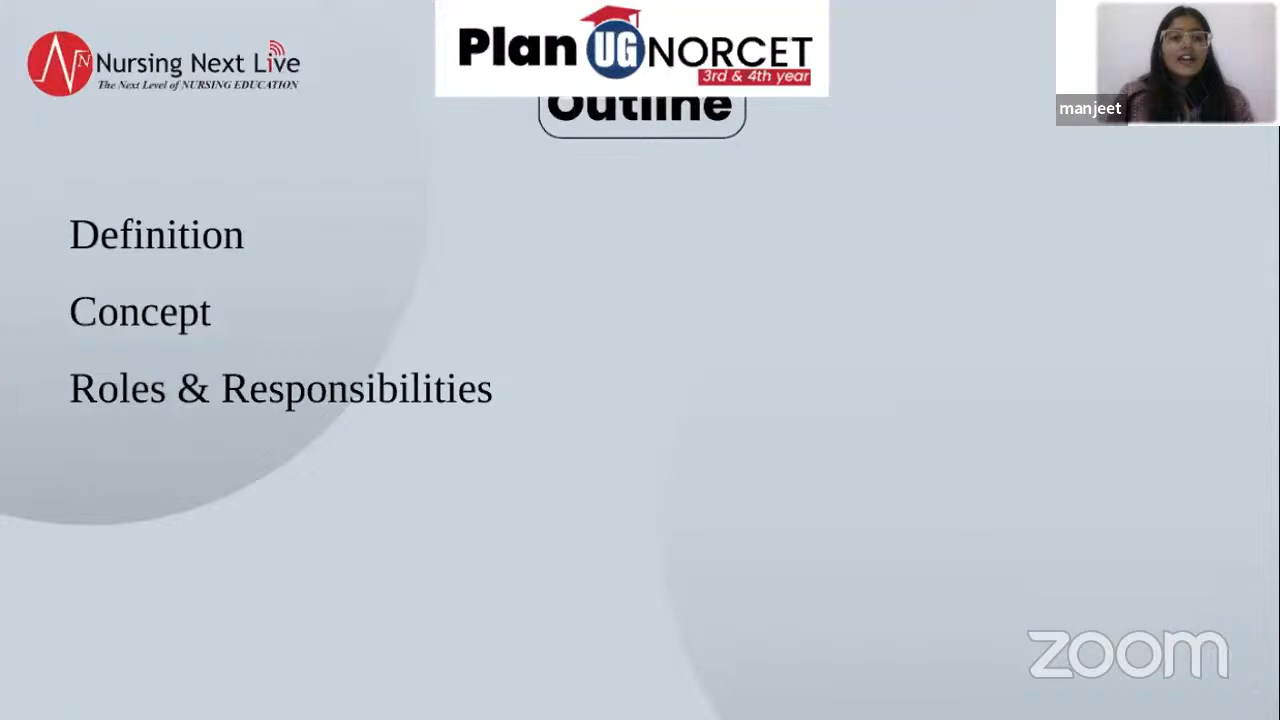 Nursing Next Live
The Next Level of NURSING EDUCATION
Plan UG NORCET
3rd & 4th year
manjeet
Outline
Definition
Concept
Roles & Responsibilities
zoom